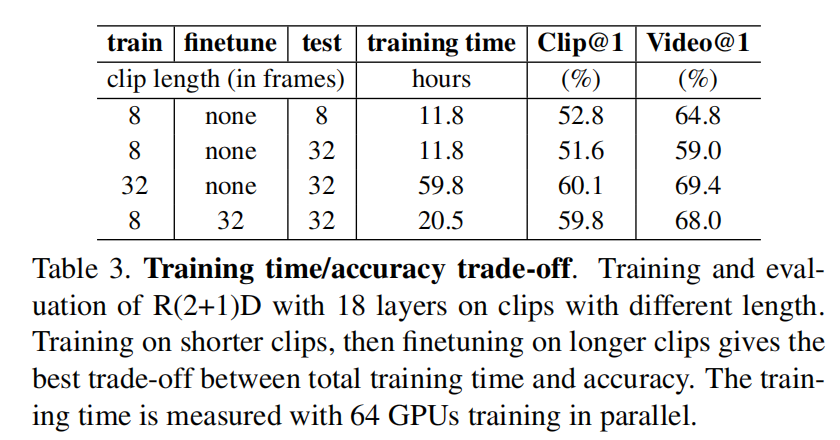 train finetune test training time Clip@1 Video@1
clip length (in frames) hours (%) (%)
8 none 8 11.8 52.8 64.8
8 none 32 11.8 51.6 59.0
32 none 32 59.8 60.1 69.4
8 32 32 20.5 59.8 68.0
Table 3. Training time/accuracy trade-off. Training and eval-
uation of R(2+1)D with 18 layers on clips with different length.
Training on shorter clips, then finetuning on longer clips gives the
best trade-off between total training time and accuracy. The train-
ing time is measured with 64 GPUs training in parallel.